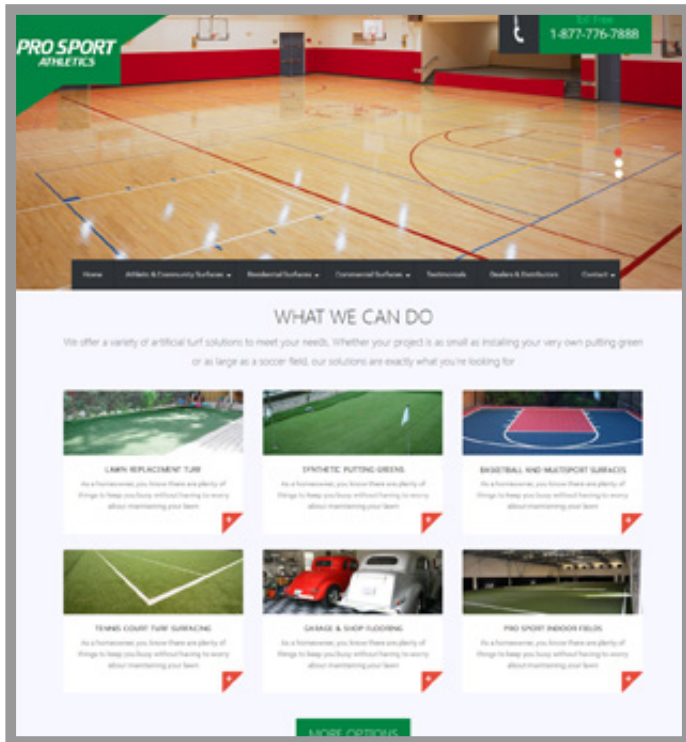 PRO SPORT
ATHLETICS
Toll Free
1-877-776-7888
Home Athletic & Community Surfaces Residential Surfaces Commercial Surfaces Testimonials Dealers & Distributors Contact
WHAT WE CAN DO
We offer a variety of artificial turf solutions to meet your needs, Whether your project is as small as installing your very own putting green
or as large as a soccer field, our solutions are exactly what you're looking for
LAWN REPLACEMENT TURF
As a homeowner, you know there are plenty of
things to keep you busy without having to worry
about maintaining your lawn
SYNTHETIC PUTTING GREENS
As a homeowner, you know there are plenty of
things to keep you busy without having to worry
about maintaining your lawn
BASKETBALL AND MULTISPORT SURFACES
As a homeowner, you know there are plenty of
things to keep you busy without having to worry
about maintaining your lawn
TENNIS COURT TURF SURFACING
As a homeowner, you know there are plenty of
things to keep you busy without having to worry
about maintaining your lawn
GARAGE & SHOP FLOORING
As a homeowner, you know there are plenty of
things to keep you busy without having to worry
about maintaining your lawn
PRO SPORT INDOOR FIELDS
As a homeowner, you know there are plenty of
things to keep you busy without having to worry
about maintaining your lawn
MORE OPTIONS